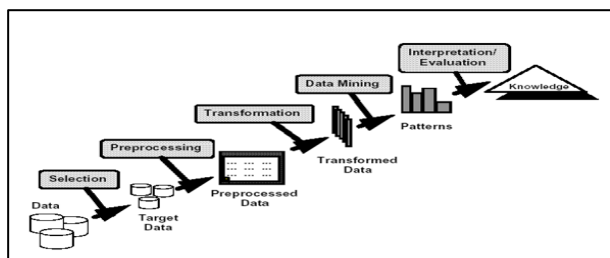 Interpretation/
Evaluation
Data Mining
Knowledge
Transformation
Patterns
Preprocessing
Transformed
Data
Selection
Preprocessed
Data
Data
Target
Data